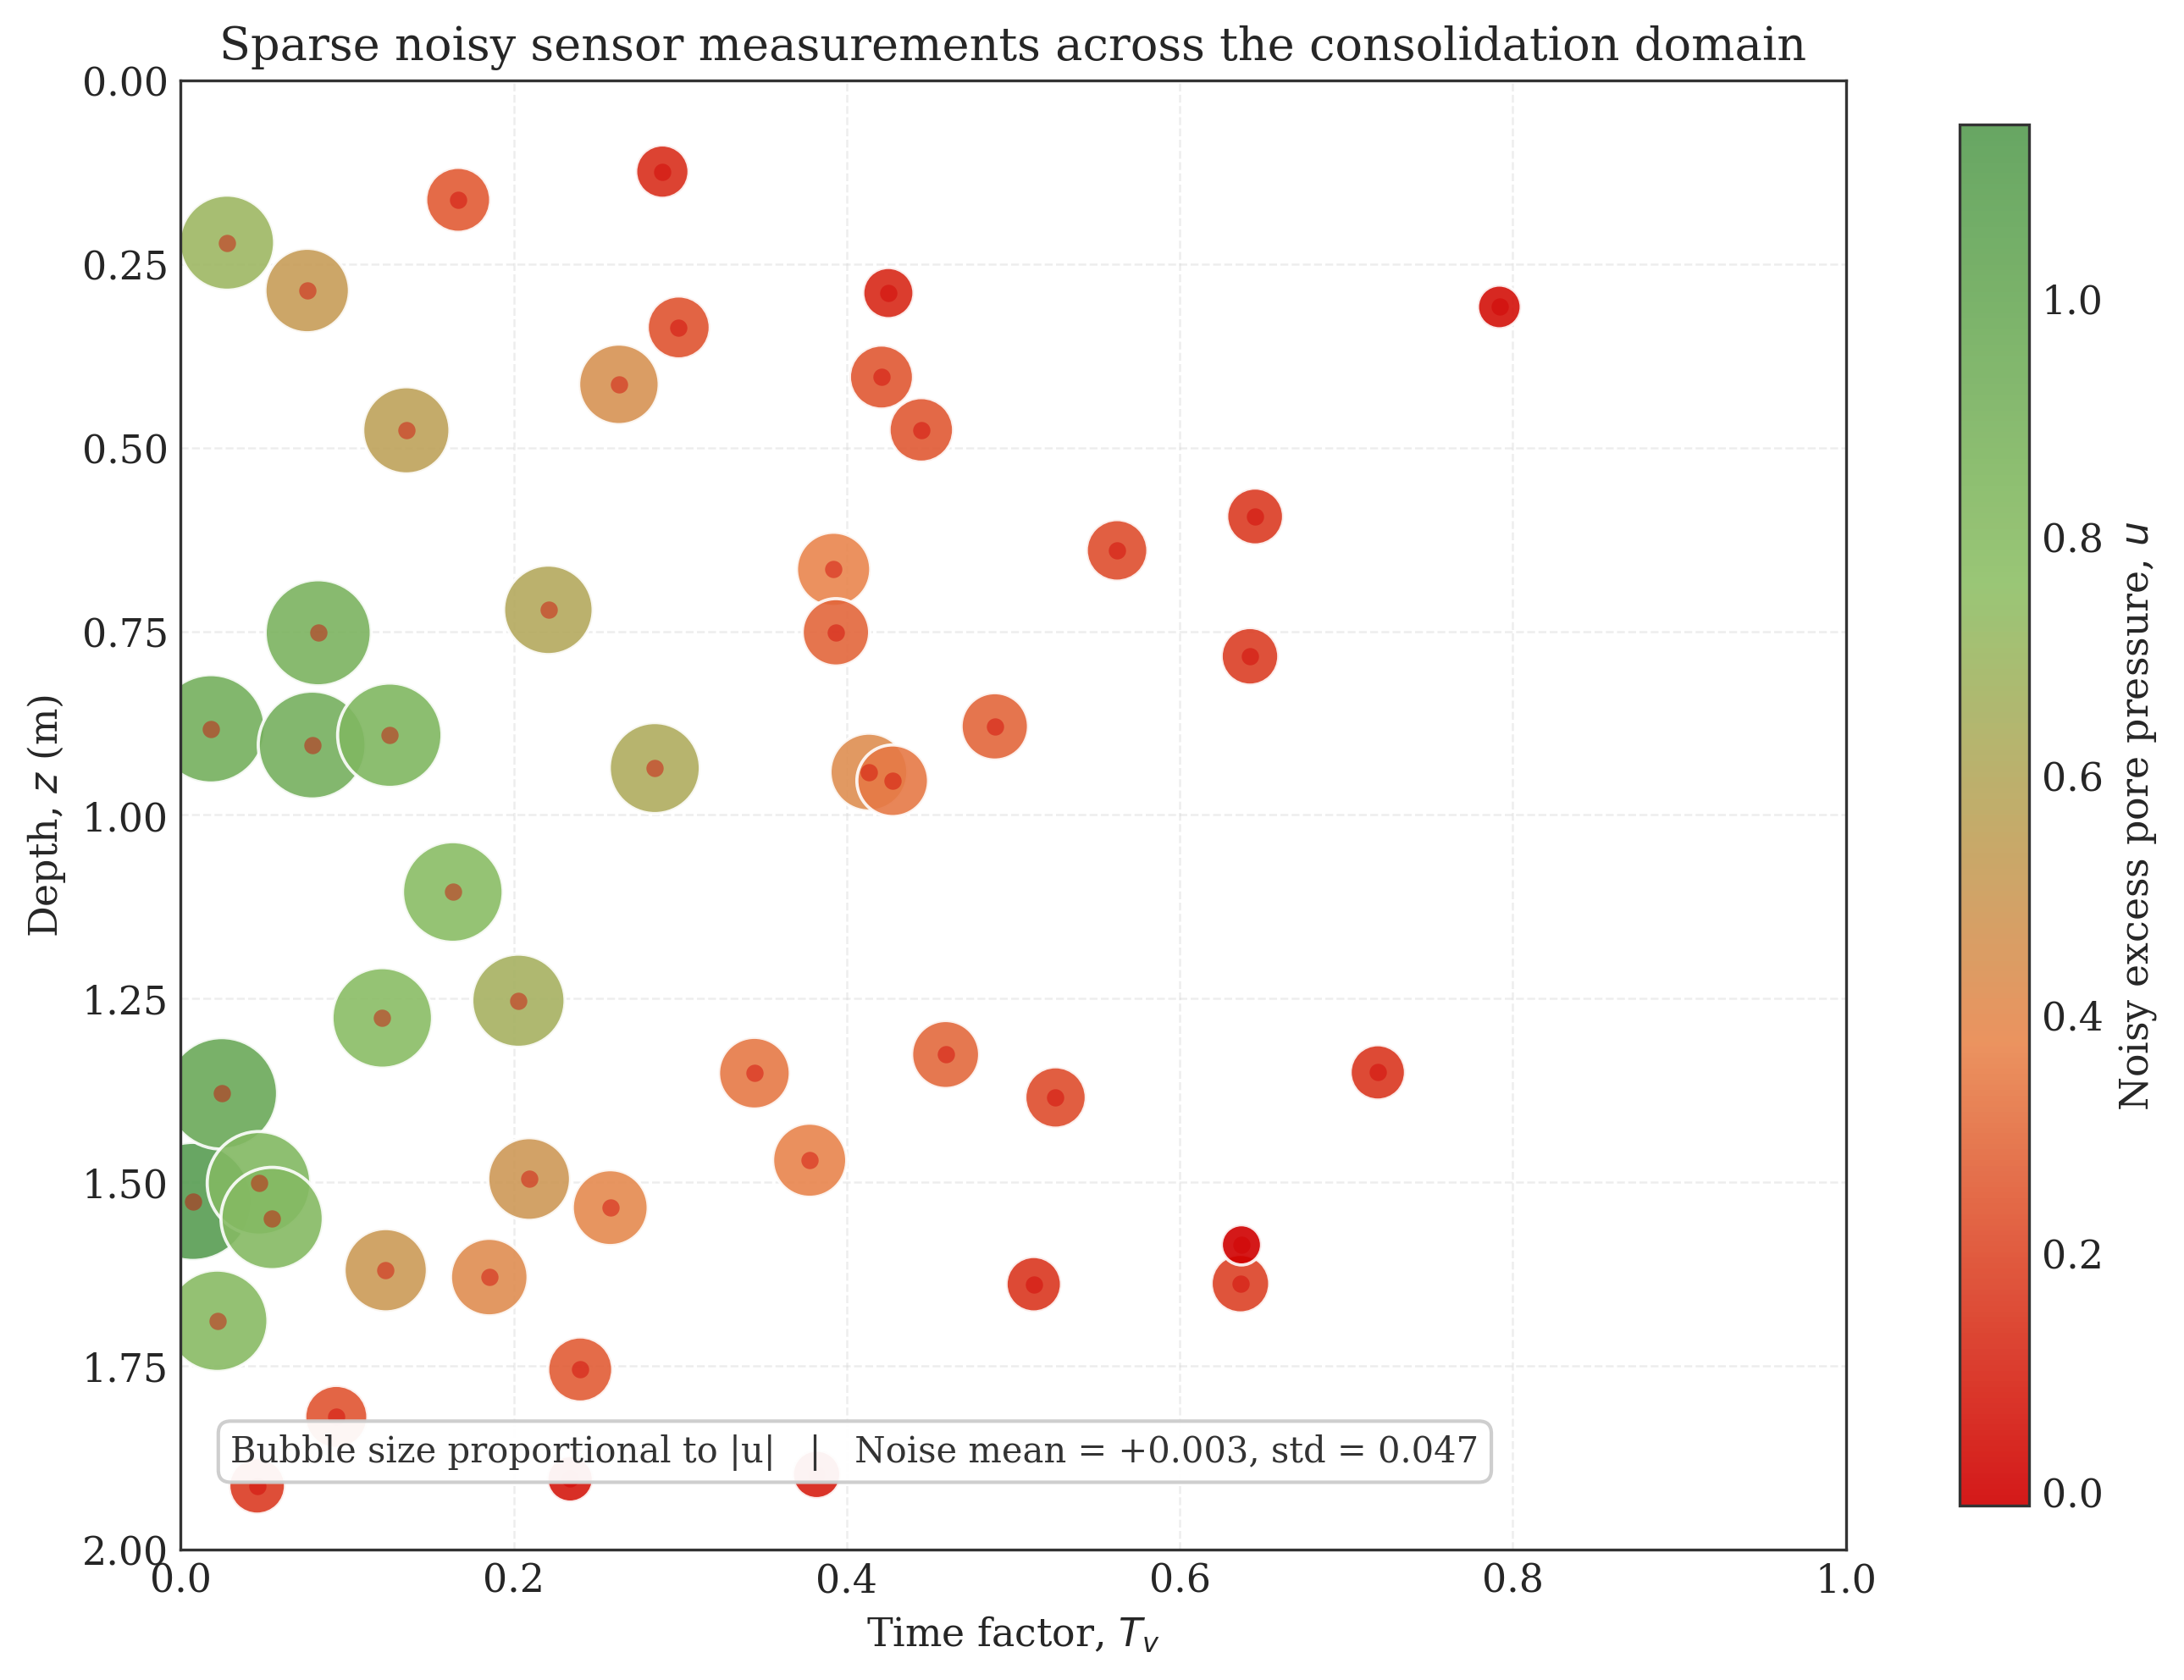 Sparse noisy sensor measurements across the consolidation domain
0.00
0.25
0.50
0.75
1.00
1.25
1.50
1.75
2.00
Depth, z (m)
Bubble size proportional to |u| | Noise mean = +0.003, std = 0.047
0.0 0.2 0.4 0.6 0.8 1.0
Time factor, T_v
1.0
0.8
0.6
0.4
0.2
0.0
Noisy excess pore pressure, u